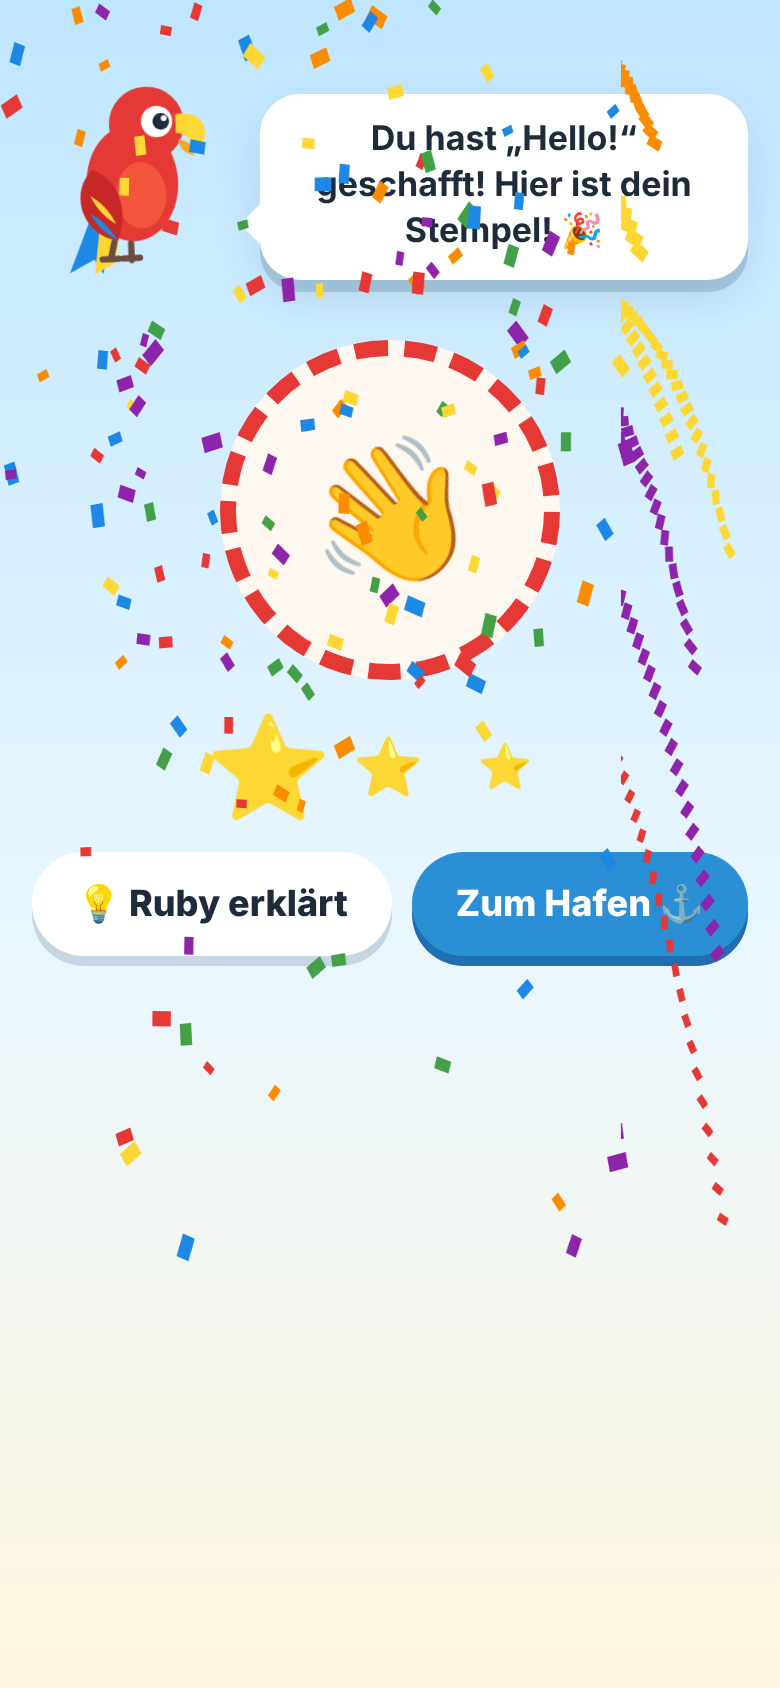 Du hast „Hello!“
geschafft! Hier ist dein
Stempel! 🎉
💡 Ruby erklärt
Zum Hafen ⚓